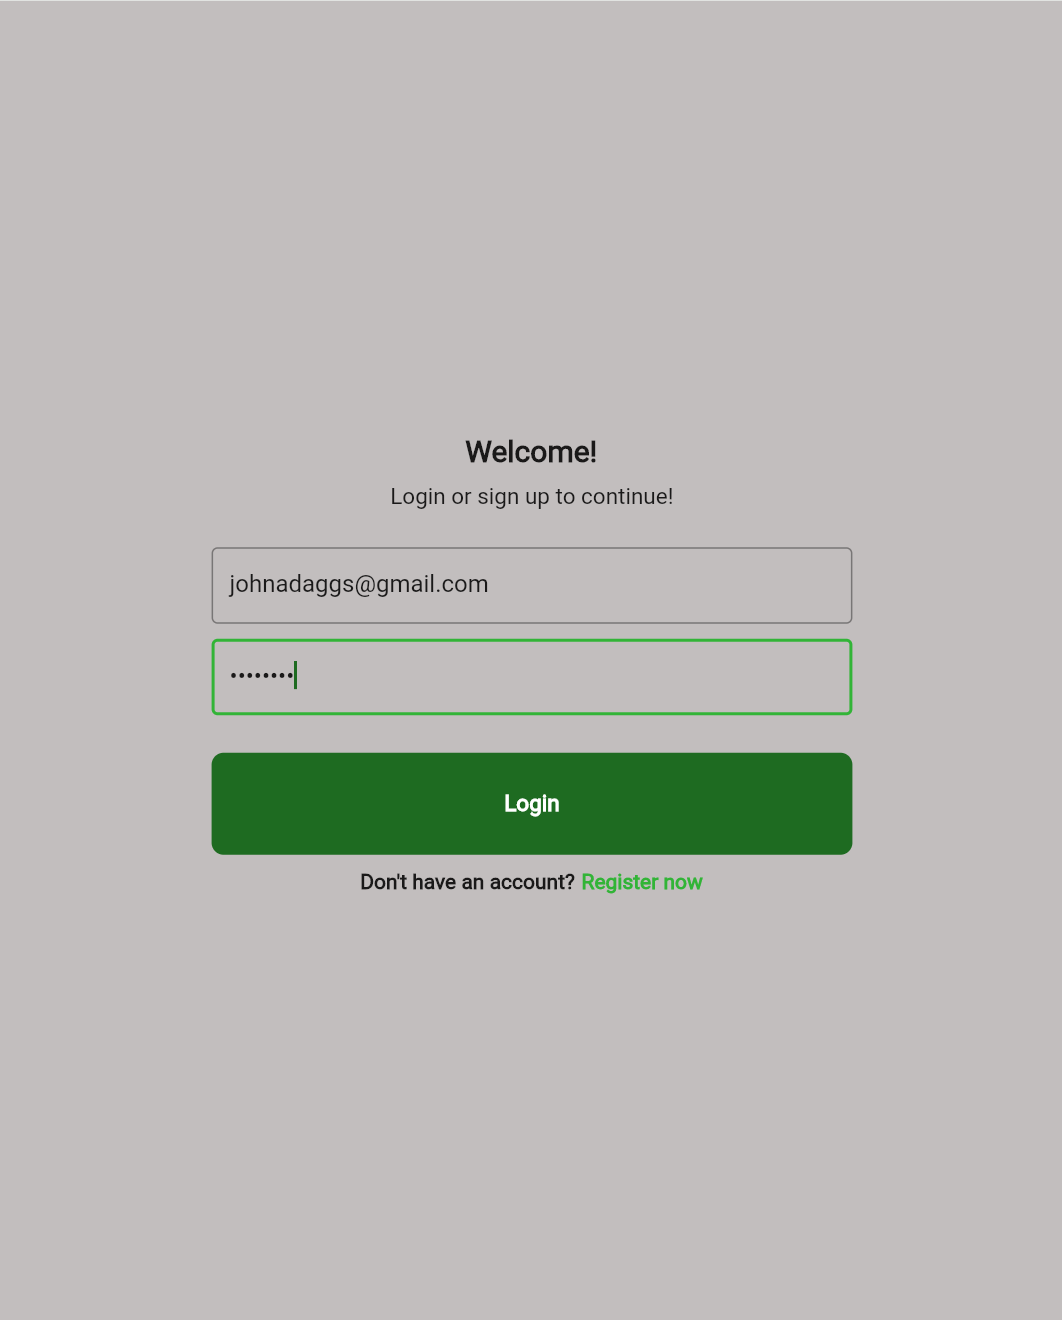 Welcome!
Login or sign up to continue!
johnadaggs@gmail.com
••••••••
Login
Don't have an account? Register now